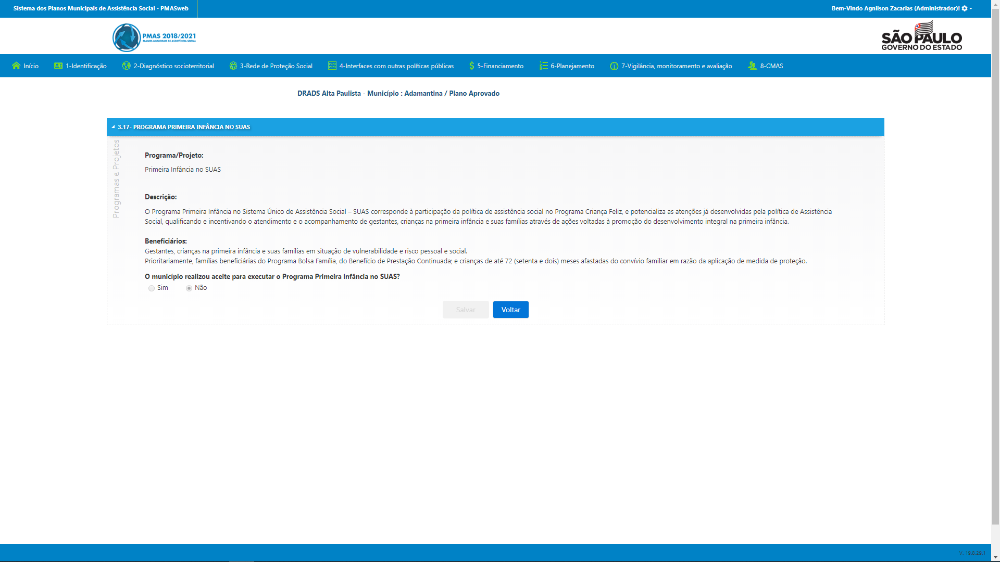 Sistema dos Planos Municipais de Assistência Social - PMASweb
Bem-Vindo Agnilson Zacarias (Administrador)!
PMAS 2018/2021
PLANOS MUNICIPAIS DE ASSISTÊNCIA SOCIAL
SÃO PAULO
GOVERNO DO ESTADO
Início
1-Identificação
2-Diagnóstico socioterritorial
3-Rede de Proteção Social
4-Interfaces com outras políticas públicas
5-Financiamento
6-Planejamento
7-Vigilância, monitoramento e avaliação
8-CMAS
DRADS Alta Paulista - Município : Adamantina / Plano Aprovado
3.17- PROGRAMA PRIMEIRA INFÂNCIA NO SUAS
Programas e Projetos
Programa/Projeto:
Primeira Infância no SUAS
Descrição:
O Programa Primeira Infância no Sistema Único de Assistência Social – SUAS corresponde à participação da política de assistência social no Programa Criança Feliz, e potencializa as atenções já desenvolvidas pela política de Assistência
Social, qualificando e incentivando o atendimento e o acompanhamento de gestantes, crianças na primeira infância e suas famílias através de ações voltadas à promoção do desenvolvimento integral na primeira infância.
Beneficiários:
Gestantes, crianças na primeira infância e suas famílias em situação de vulnerabilidade e risco pessoal e social.
Prioritariamente, famílias beneficiárias do Programa Bolsa Família, do Benefício de Prestação Continuada; e crianças de até 72 (setenta e dois) meses afastadas do convívio familiar em razão da aplicação de medida de proteção.
O município realizou aceite para executar o Programa Primeira Infância no SUAS?
Sim
Não
Salvar
Voltar
V. 19.8.29.1